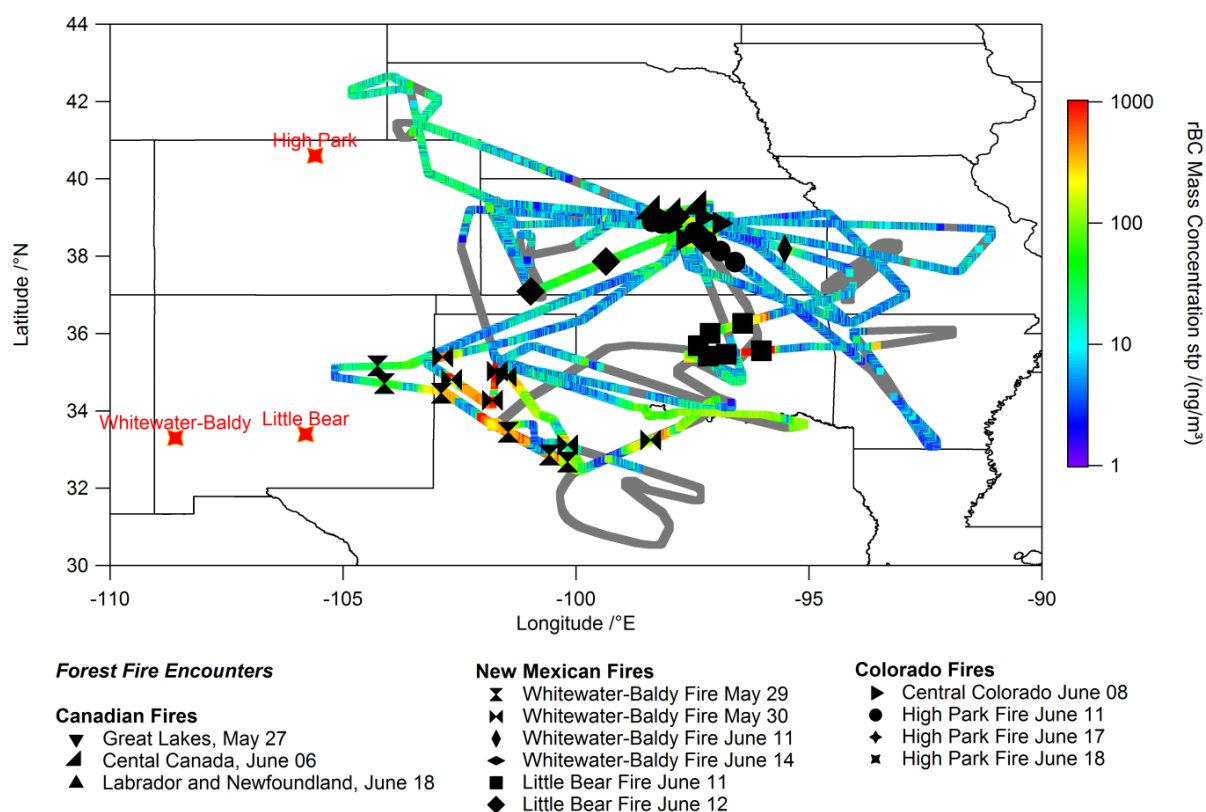 44
42
40
38
36
34
32
30
Latitude /°N
-110
-105
-100
-95
-90
Longitude /°E
High Park
Whitewater-Baldy
Little Bear
1000
100
10
1
rBC Mass Concentration stp /(ng/m³)
Forest Fire Encounters
Canadian Fires
Great Lakes, May 27
Cental Canada, June 06
Labrador and Newfoundland, June 18
New Mexican Fires
Whitewater-Baldy Fire May 29
Whitewater-Baldy Fire May 30
Whitewater-Baldy Fire June 11
Whitewater-Baldy Fire June 14
Little Bear Fire June 11
Little Bear Fire June 12
Colorado Fires
Central Colorado June 08
High Park Fire June 11
High Park Fire June 17
High Park Fire June 18